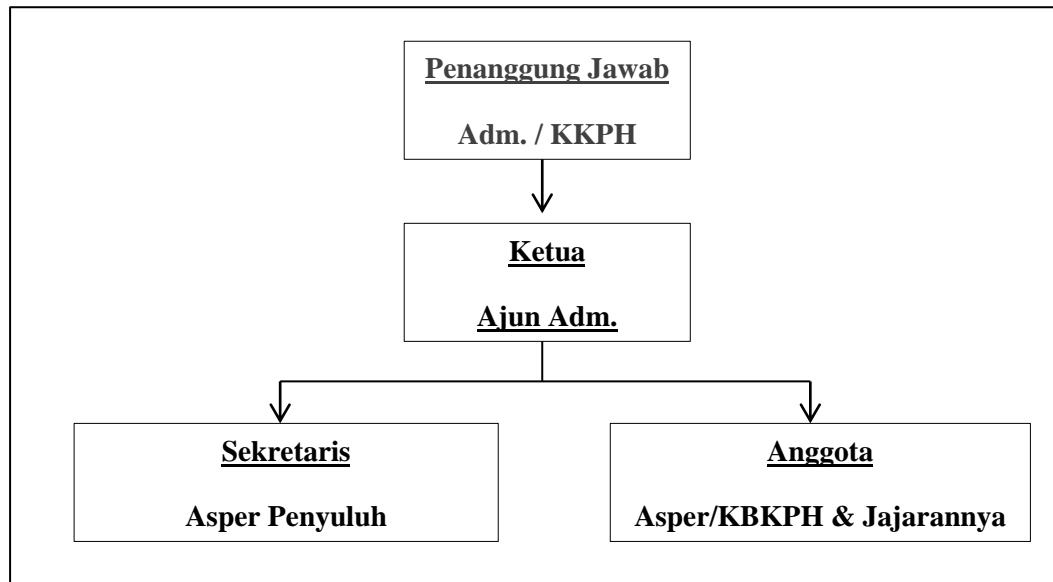 Penanggung Jawab
Adm. / KKPH
Ketua
Ajun Adm.
Sekretaris
Asper Penyuluh
Anggota
Asper/KBKPH & Jajarannya